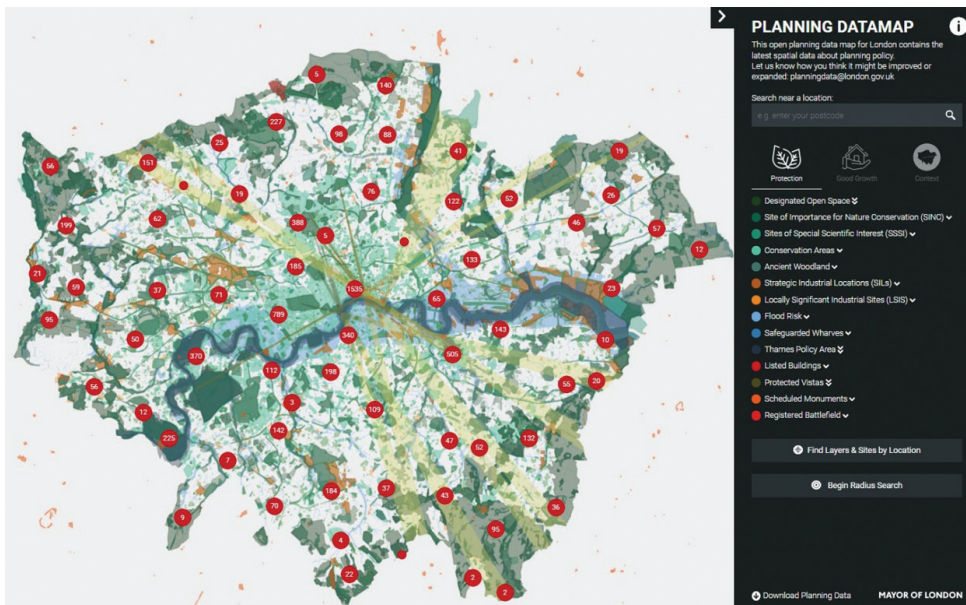 PLANNING DATAMAP
i
This open planning data map for London contains the
latest spatial data about planning policy.
Let us know how you think it might be improved or
expanded: planningdata@london.gov.uk
Search near a location:
e.g. enter your postcode
Protection
Good Growth
Context
Designated Open Space
Site of Importance for Nature Conservation (SINC)
Sites of Special Scientific Interest (SSSI)
Conservation Areas
Ancient Woodland
Strategic Industrial Locations (SILs)
Locally Significant Industrial Sites (LSIS)
Flood Risk
Safeguarded Wharves
Thames Policy Area
Listed Buildings
Protected Vistas
Scheduled Monuments
Registered Battlefield
Find Layers & Sites by Location
Begin Radius Search
Download Planning Data
MAYOR OF LONDON
5
140
227
98
88
25
151
41
19
56
19
76
122
52
26
62
388
46
199
5
57
12
133
185
21
59
37
71
1535
23
65
95
789
143
50
340
10
370
505
112
198
56
55
20
3
109
12
142
225
47
52
132
7
184
37
43
70
36
9
95
4
22
2
2